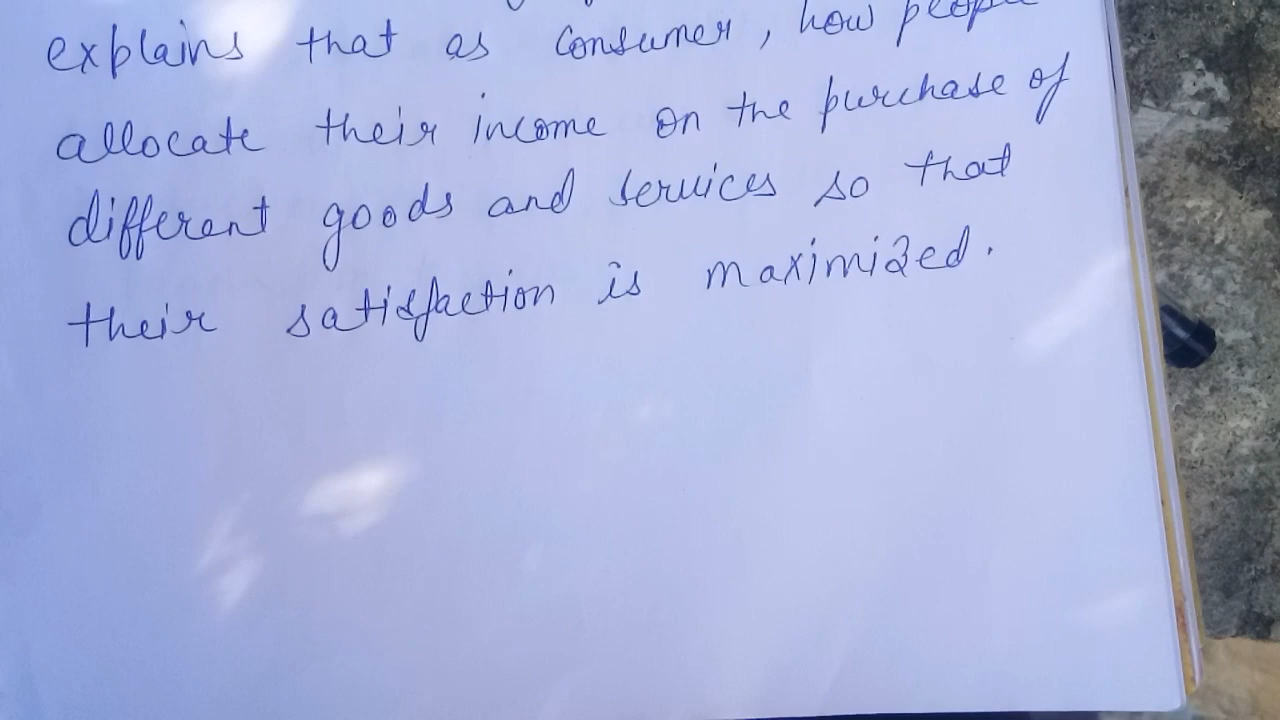 explains that as consumer, how people
allocate their income on the purchase of
different goods and services so that
their satisfaction is maximized.